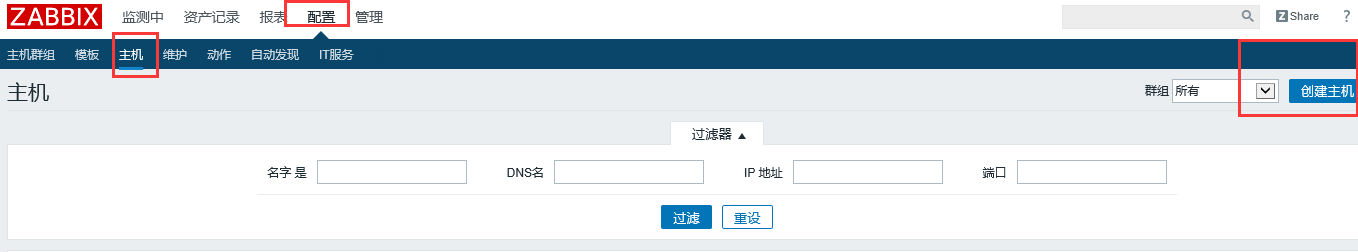 ZABBIX 监测中 资产记录 报表 配置 管理 Z Share ?
主机群组 模板 主机 维护 动作 自动发现 IT服务
主机 群组 所有 创建主机
过滤器
名字 是 DNS名 IP 地址 端口
过滤 重设